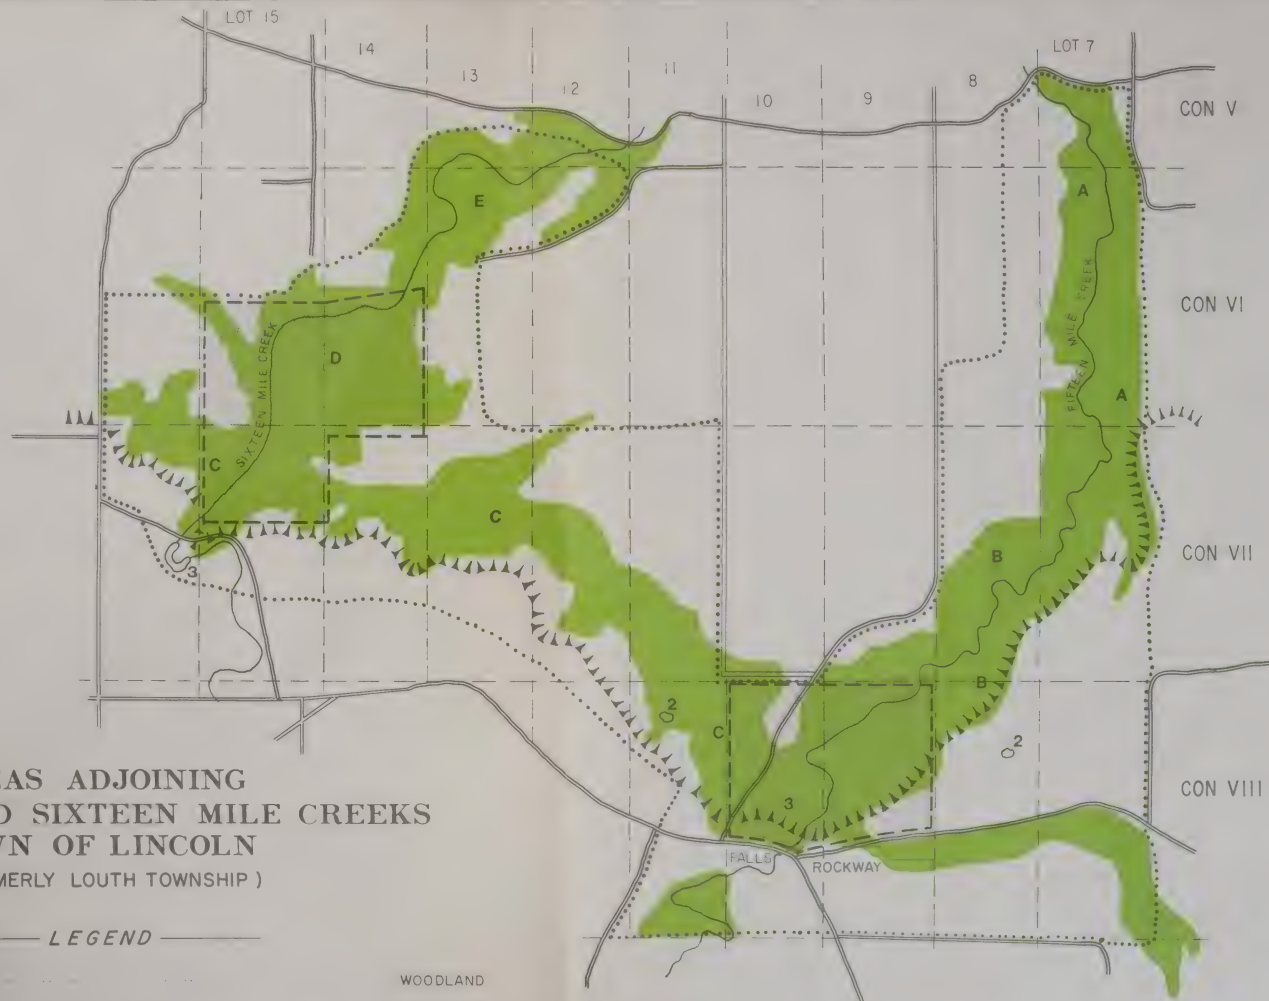 LOT 15
14
13
12
11
10
9
8
LOT 7
CON V
A
E
CON VI
FIFTEEN MILE CREEK
D
SIXTEEN MILE CREEK
A
C
C
B
CON VII
3
B
2
C
2
3
CON VIII
FALLS
ROCKWAY
AS ADJOINING
SIXTEEN MILE CREEKS
OF LINCOLN
MERLY LOUTH TOWNSHIP )
LEGEND
WOODLAND